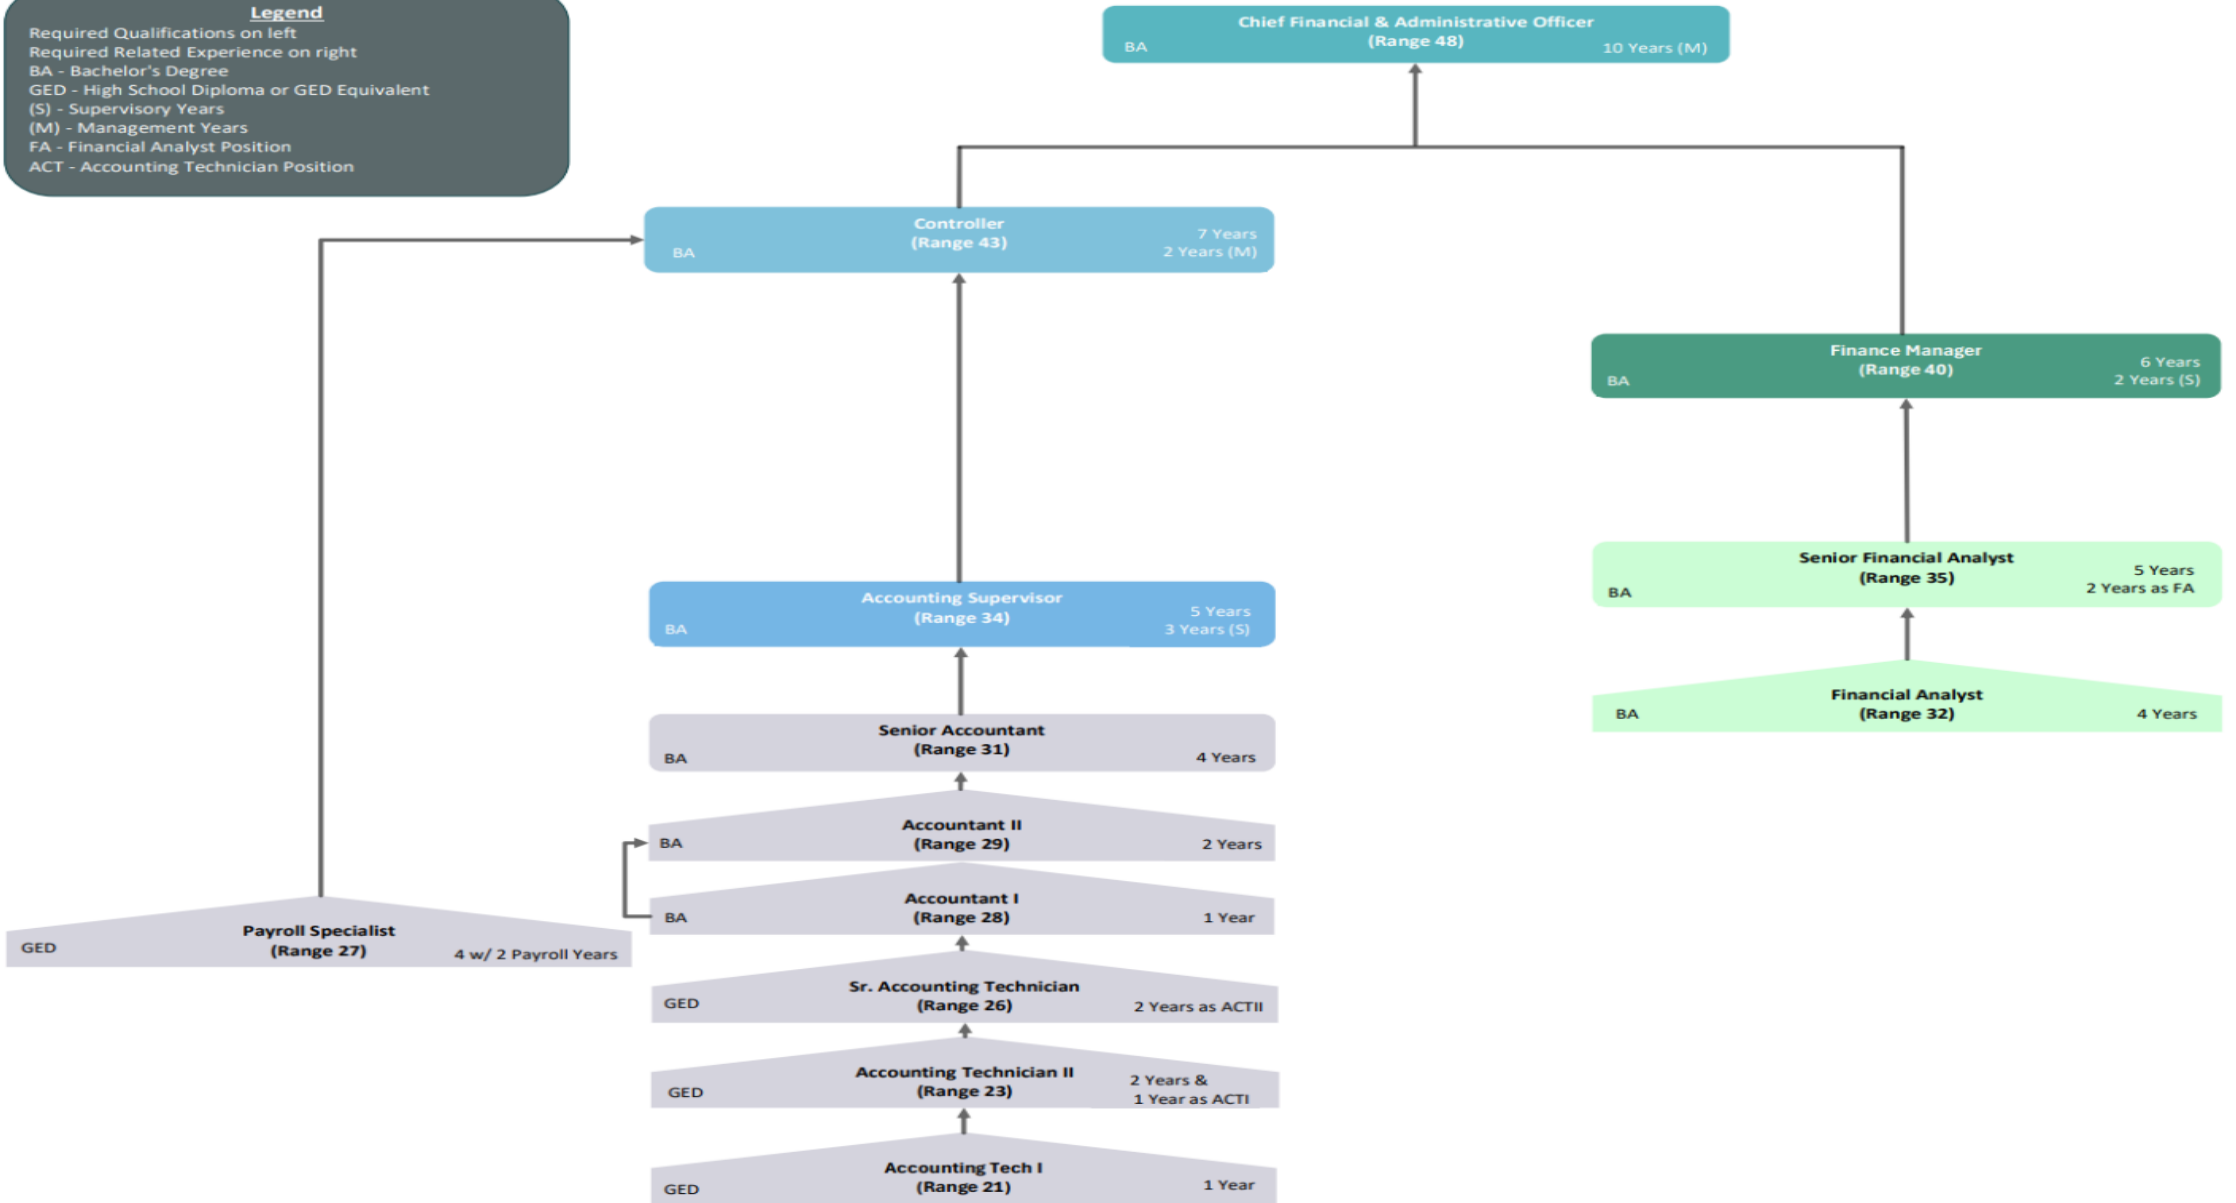 Legend
Required Qualifications on left
Required Related Experience on right
BA - Bachelor's Degree
GED - High School Diploma or GED Equivalent
(S) - Supervisory Years
(M) - Management Years
FA - Financial Analyst Position
ACT - Accounting Technician Position
Chief Financial & Administrative Officer
(Range 48)
BA
10 Years (M)
Controller
(Range 43)
BA
7 Years
2 Years (M)
Finance Manager
(Range 40)
BA
6 Years
2 Years (S)
Senior Financial Analyst
(Range 35)
BA
5 Years
2 Years as FA
Accounting Supervisor
(Range 34)
BA
5 Years
3 Years (S)
Financial Analyst
(Range 32)
BA
4 Years
Senior Accountant
(Range 31)
BA
4 Years
Accountant II
(Range 29)
BA
2 Years
Accountant I
(Range 28)
BA
1 Year
Payroll Specialist
(Range 27)
GED
4 w/ 2 Payroll Years
Sr. Accounting Technician
(Range 26)
GED
2 Years as ACTII
Accounting Technician II
(Range 23)
GED
2 Years &
1 Year as ACTI
Accounting Tech I
(Range 21)
GED
1 Year